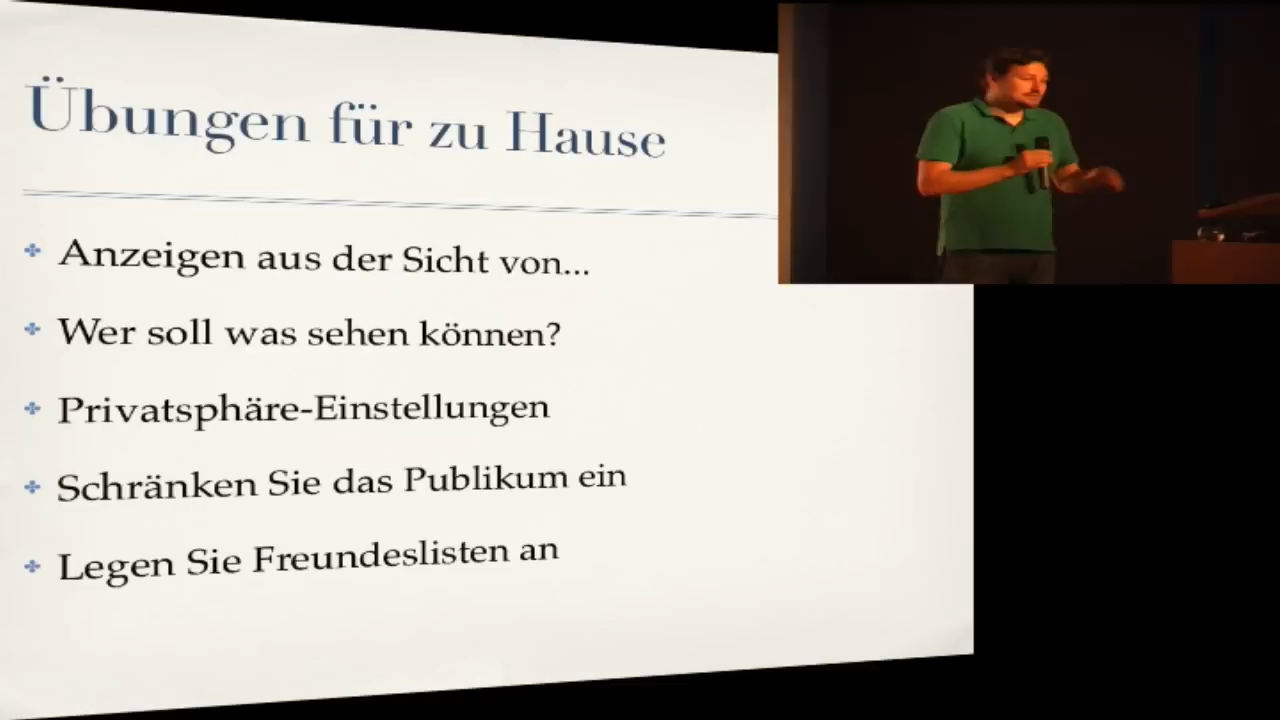 Übungen für zu Hause
Anzeigen aus der Sicht von...
Wer soll was sehen können?
Privatsphäre-Einstellungen
Schränken Sie das Publikum ein
Legen Sie Freundeslisten an